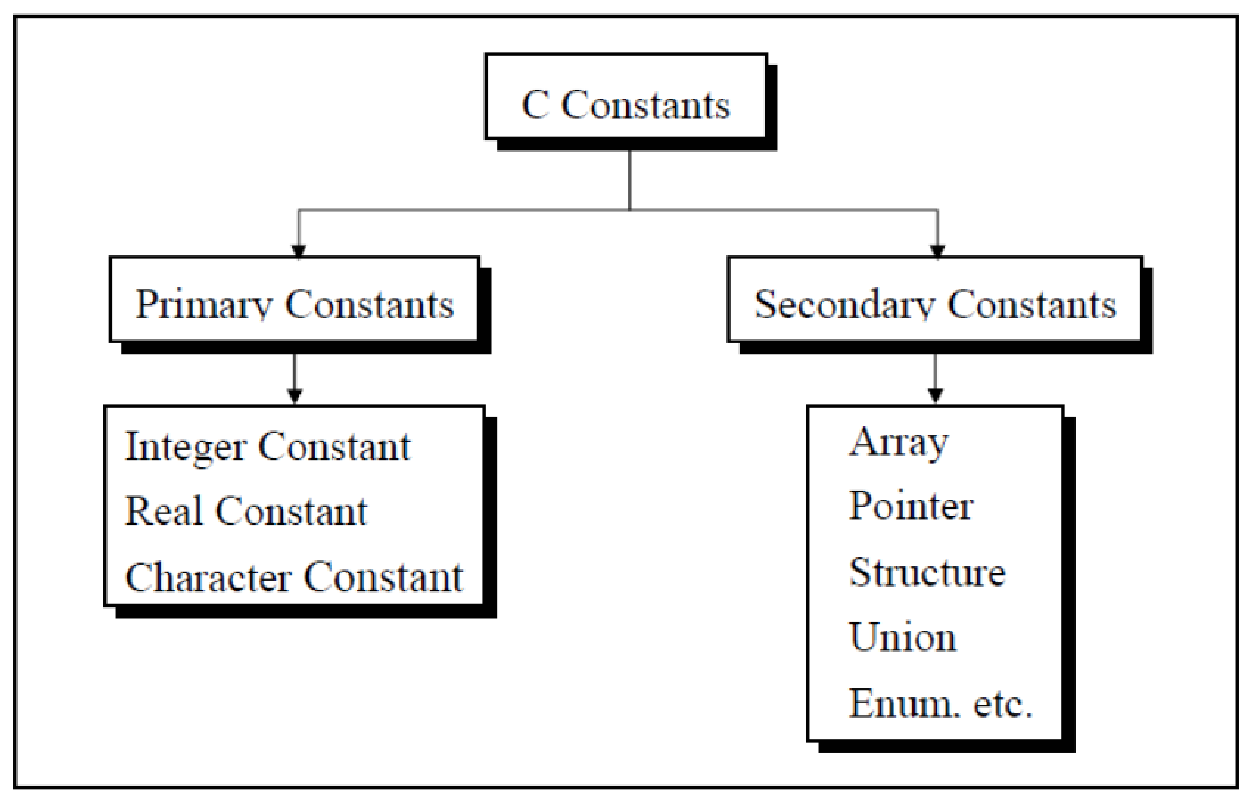 C Constants
Primary Constants
Secondary Constants
Integer Constant
Real Constant
Character Constant
Array
Pointer
Structure
Union
Enum. etc.